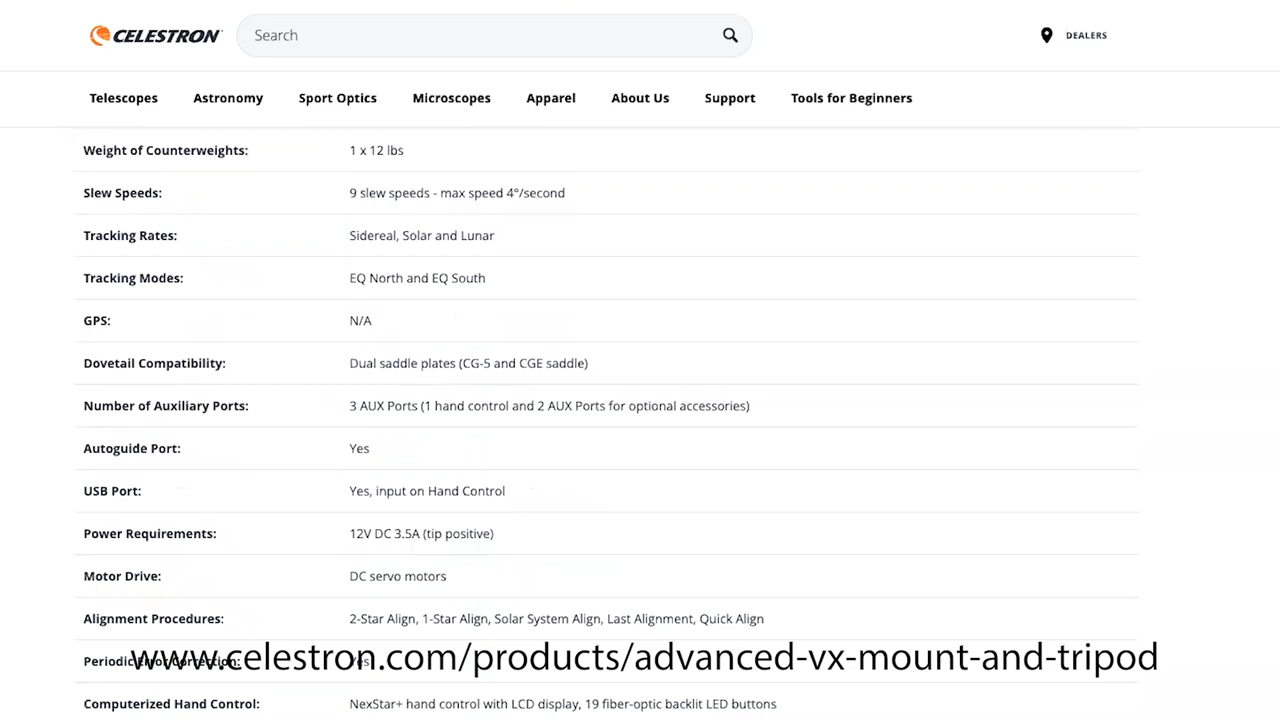 CELESTRON Search DEALERS
Telescopes Astronomy Sport Optics Microscopes Apparel About Us Support Tools for Beginners
Weight of Counterweights: 1 x 12 lbs
Slew Speeds: 9 slew speeds - max speed 4°/second
Tracking Rates: Sidereal, Solar and Lunar
Tracking Modes: EQ North and EQ South
GPS: N/A
Dovetail Compatibility: Dual saddle plates (CG-5 and CGE saddle)
Number of Auxiliary Ports: 3 AUX Ports (1 hand control and 2 AUX Ports for optional accessories)
Autoguide Port: Yes
USB Port: Yes, input on Hand Control
Power Requirements: 12V DC 3.5A (tip positive)
Motor Drive: DC servo motors
Alignment Procedures: 2-Star Align, 1-Star Align, Solar System Align, Last Alignment, Quick Align
Periodic Error Correction: Yes
www.celestron.com/products/advanced-vx-mount-and-tripod
Computerized Hand Control: NexStar+ hand control with LCD display, 19 fiber-optic backlit LED buttons